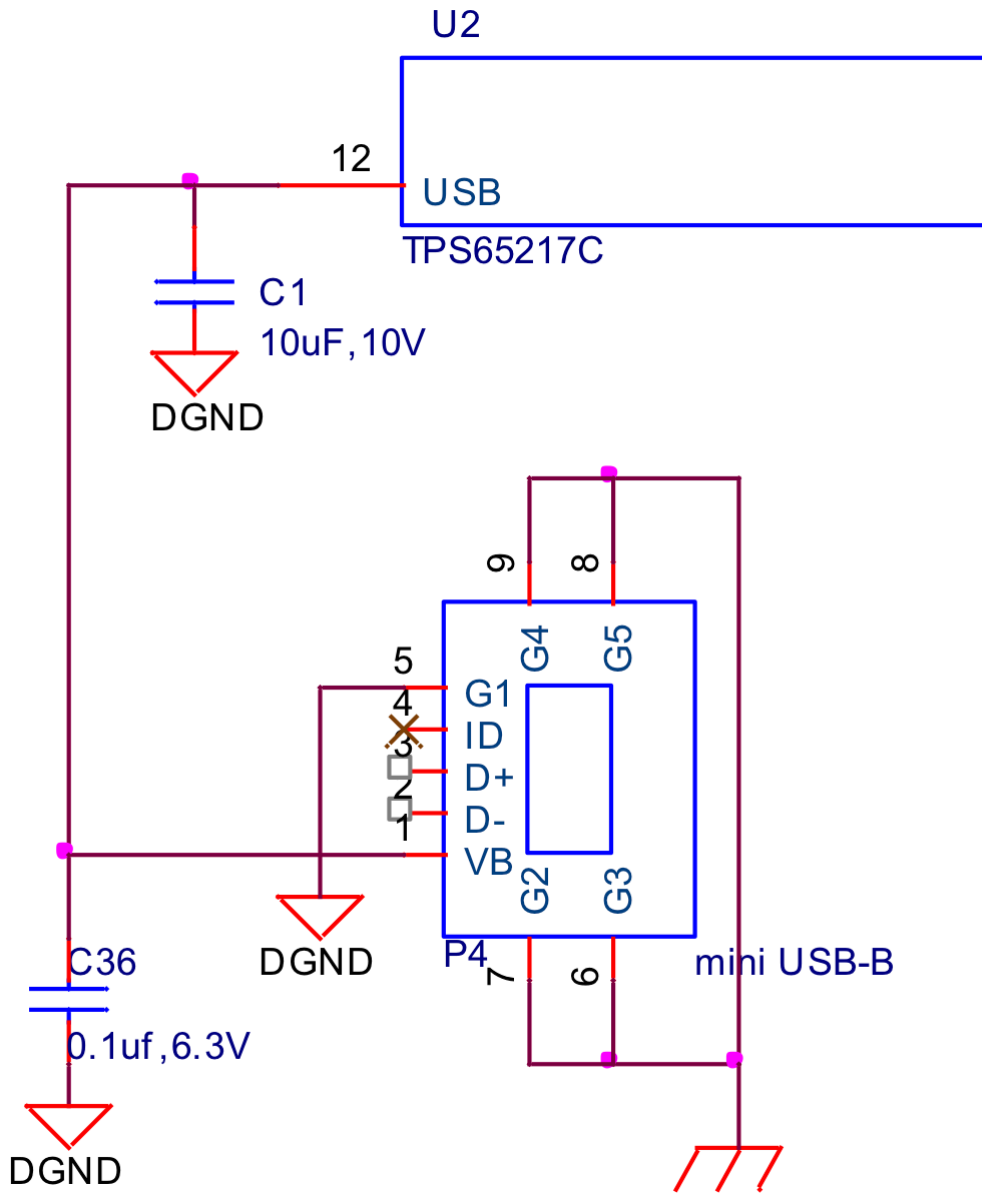 U2
12
USB
TPS65217C
C1
10uF,10V
DGND
9
8
G4
G5
5
G1
4
ID
3
D+
2
D-
1
VB
G2
G3
DGND
P4
mini USB-B
7
6
C36
0.1uf,6.3V
DGND